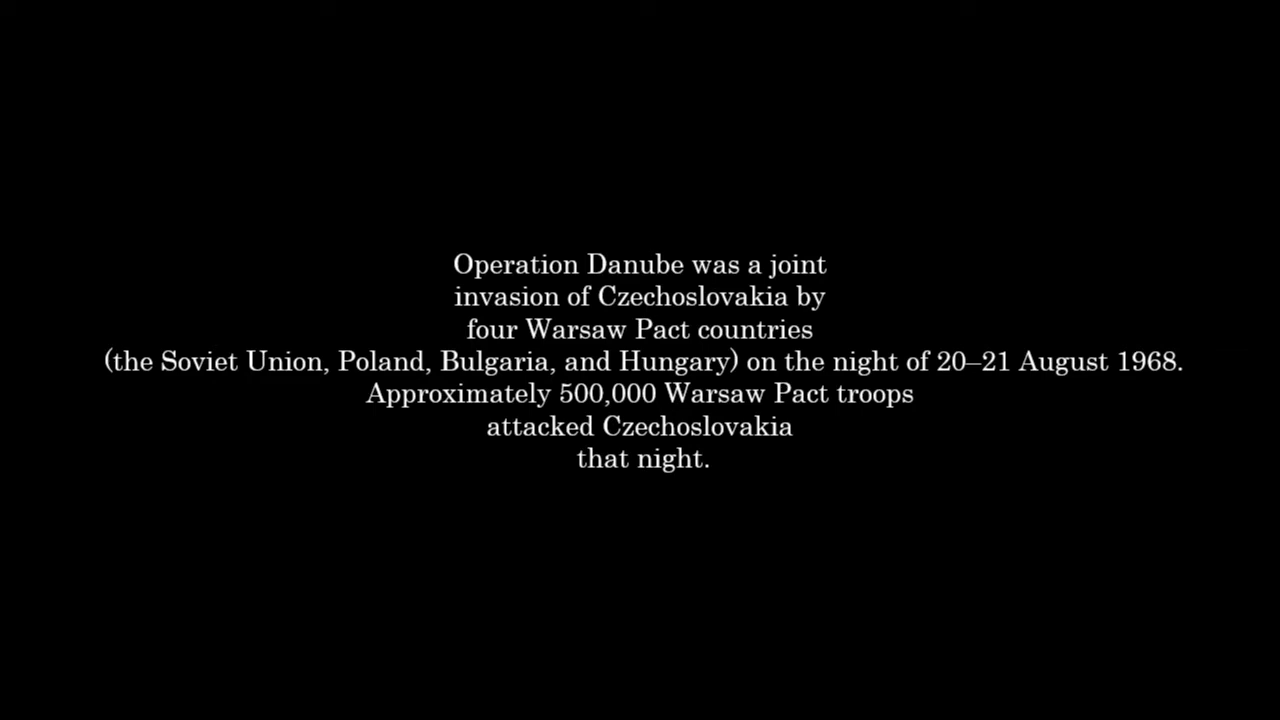 Operation Danube was a joint
invasion of Czechoslovakia by
four Warsaw Pact countries
(the Soviet Union, Poland, Bulgaria, and Hungary) on the night of 20–21 August 1968.
Approximately 500,000 Warsaw Pact troops
attacked Czechoslovakia
that night.